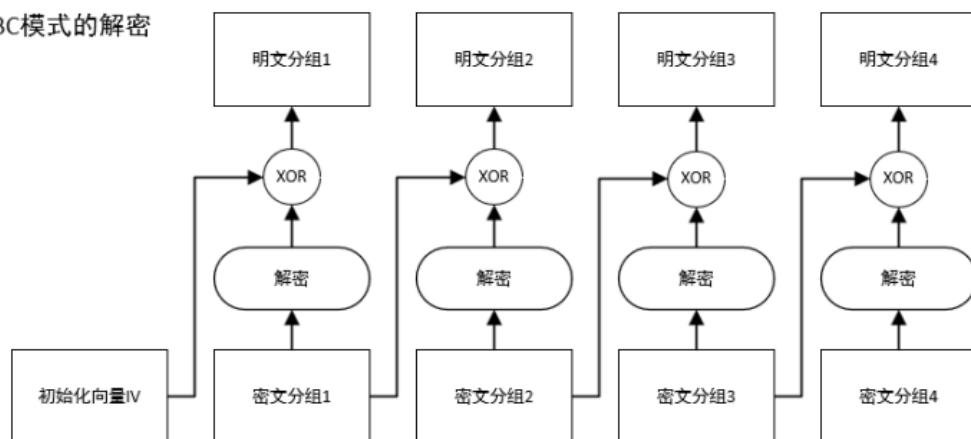 BC模式的解密
明文分组1 明文分组2 明文分组3 明文分组4
XOR XOR XOR XOR
解密 解密 解密 解密
初始化向量IV 密文分组1 密文分组2 密文分组3 密文分组4